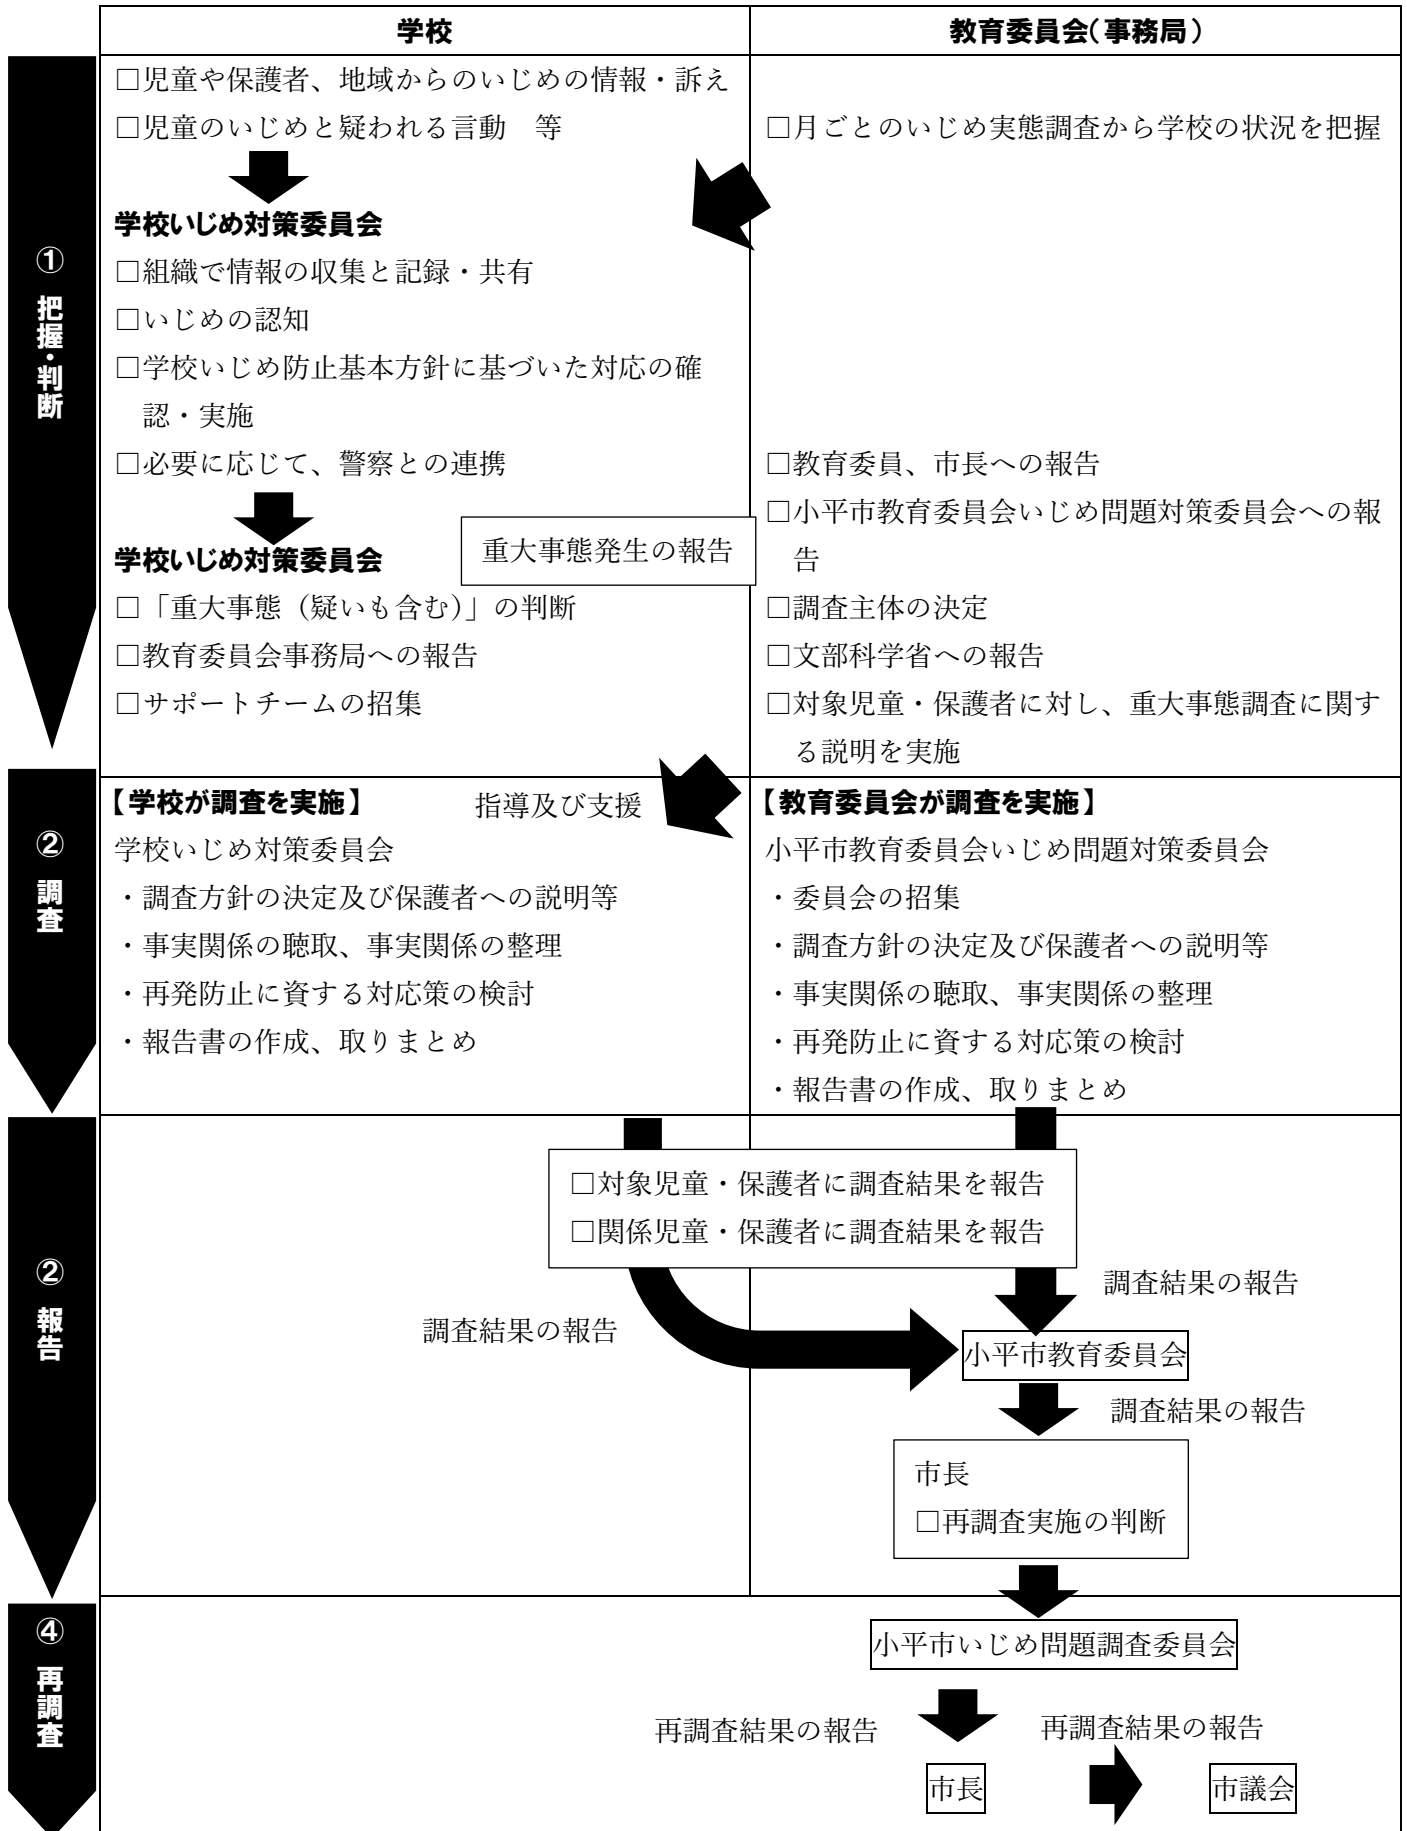 学校
教育委員会(事務局)
① 把握・判断
□児童や保護者、地域からのいじめの情報・訴え
□児童のいじめと疑われる言動　等
学校いじめ対策委員会
□組織で情報の収集と記録・共有
□いじめの認知
□学校いじめ防止基本方針に基づいた対応の確
認・実施
□必要に応じて、警察との連携
学校いじめ対策委員会
□「重大事態（疑いも含む）」の判断
□教育委員会事務局への報告
□サポートチームの招集
重大事態発生の報告
□月ごとのいじめ実態調査から学校の状況を把握
□教育委員、市長への報告
□小平市教育委員会いじめ問題対策委員会への報
告
□調査主体の決定
□文部科学省への報告
□対象児童・保護者に対し、重大事態調査に関す
る説明を実施
② 調査
【学校が調査を実施】
指導及び支援
学校いじめ対策委員会
・調査方針の決定及び保護者への説明等
・事実関係の聴取、事実関係の整理
・再発防止に資する対応策の検討
・報告書の作成、取りまとめ
【教育委員会が調査を実施】
小平市教育委員会いじめ問題対策委員会
・委員会の招集
・調査方針の決定及び保護者への説明等
・事実関係の聴取、事実関係の整理
・再発防止に資する対応策の検討
・報告書の作成、取りまとめ
② 報告
□対象児童・保護者に調査結果を報告
□関係児童・保護者に調査結果を報告
調査結果の報告
調査結果の報告
小平市教育委員会
調査結果の報告
市長
□再調査実施の判断
④ 再調査
小平市いじめ問題調査委員会
再調査結果の報告
再調査結果の報告
市長
市議会